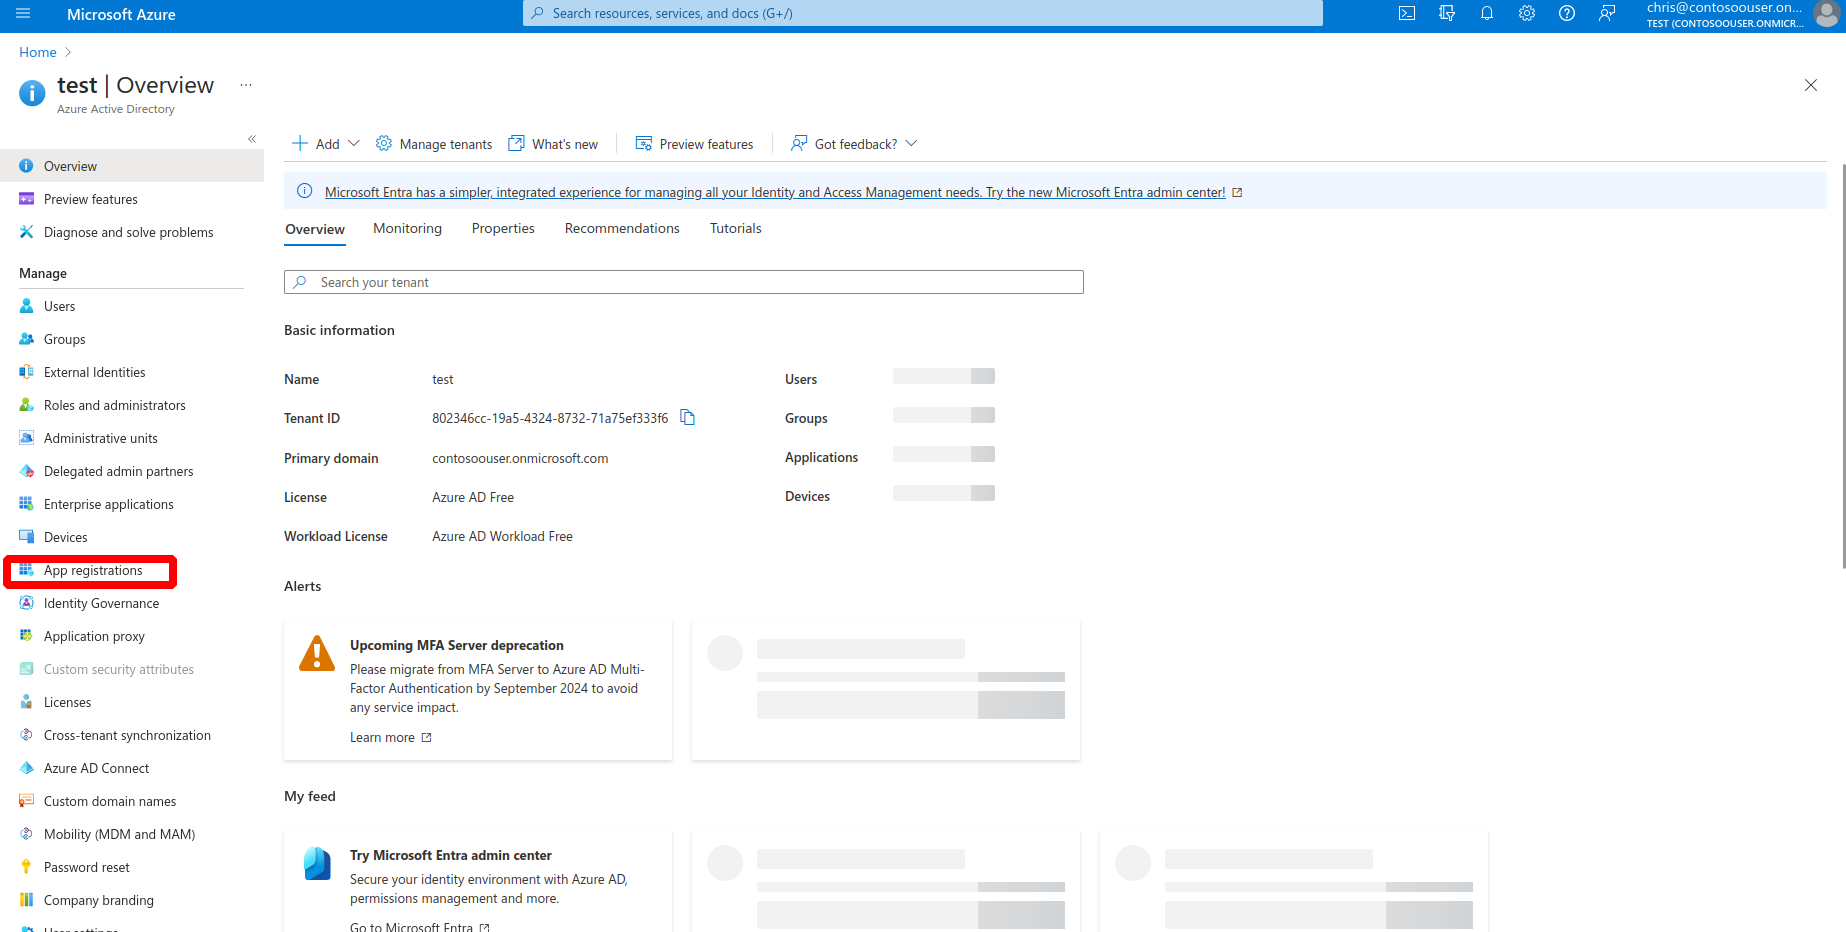 Microsoft Azure
Search resources, services, and docs (G+/)
chris@contosoouser.on...
TEST (CONTOSOOUSER.ONMICR...
Home
test | Overview
...
Azure Active Directory
«
Overview
Preview features
Diagnose and solve problems
Manage
Users
Groups
External Identities
Roles and administrators
Administrative units
Delegated admin partners
Enterprise applications
Devices
App registrations
Identity Governance
Application proxy
Custom security attributes
Licenses
Cross-tenant synchronization
Azure AD Connect
Custom domain names
Mobility (MDM and MAM)
Password reset
Company branding
User settings
Add
Manage tenants
What's new
Preview features
Got feedback?
Microsoft Entra has a simpler, integrated experience for managing all your Identity and Access Management needs. Try the new Microsoft Entra admin center!
Overview
Monitoring
Properties
Recommendations
Tutorials
Search your tenant
Basic information
Name
test
Tenant ID
802346cc-19a5-4324-8732-71a75ef333f6
Primary domain
contosoouser.onmicrosoft.com
License
Azure AD Free
Workload License
Azure AD Workload Free
Users
Groups
Applications
Devices
Alerts
Upcoming MFA Server deprecation
Please migrate from MFA Server to Azure AD Multi-
Factor Authentication by September 2024 to avoid
any service impact.
Learn more
My feed
Try Microsoft Entra admin center
Secure your identity environment with Azure AD,
permissions management and more.
Go to Microsoft Entra